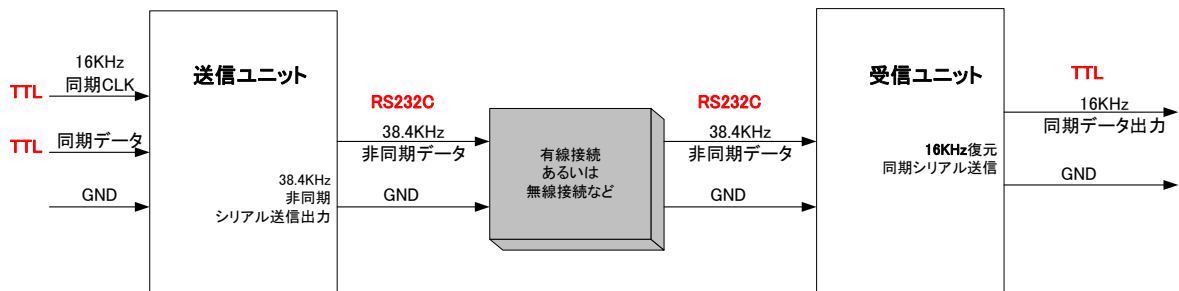 16KHz
同期CLK
TTL
TTL
同期データ
GND
送信ユニット
38.4KHz
非同期
シリアル送信出力
RS232C
38.4KHz
非同期データ
GND
有線接続
あるいは
無線接続など
RS232C
38.4KHz
非同期データ
GND
受信ユニット
16KHz復元
同期シリアル送信
TTL
16KHz
同期データ出力
GND